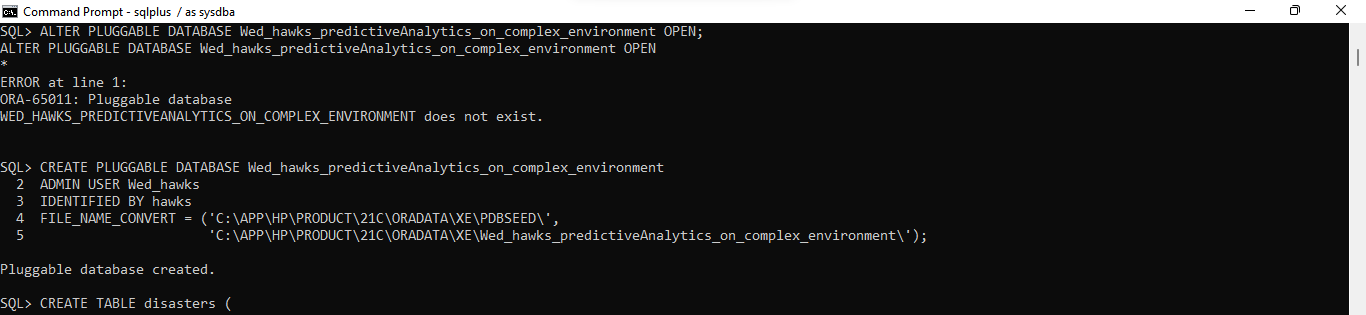 Command Prompt - sqlplus / as sysdba
SQL> ALTER PLUGGABLE DATABASE Wed_hawks_predictiveAnalytics_on_complex_environment OPEN;
ALTER PLUGGABLE DATABASE Wed_hawks_predictiveAnalytics_on_complex_environment OPEN
*
ERROR at line 1:
ORA-65011: Pluggable database
WED_HAWKS_PREDICTIVEANALYTICS_ON_COMPLEX_ENVIRONMENT does not exist.
SQL> CREATE PLUGGABLE DATABASE Wed_hawks_predictiveAnalytics_on_complex_environment
2 ADMIN USER Wed_hawks
3 IDENTIFIED BY hawks
4 FILE_NAME_CONVERT = ('C:\APP\HP\PRODUCT\21C\ORADATA\XE\PDBSEED\',
5 'C:\APP\HP\PRODUCT\21C\ORADATA\XE\Wed_hawks_predictiveAnalytics_on_complex_environment\');
Pluggable database created.
SQL> CREATE TABLE disasters (